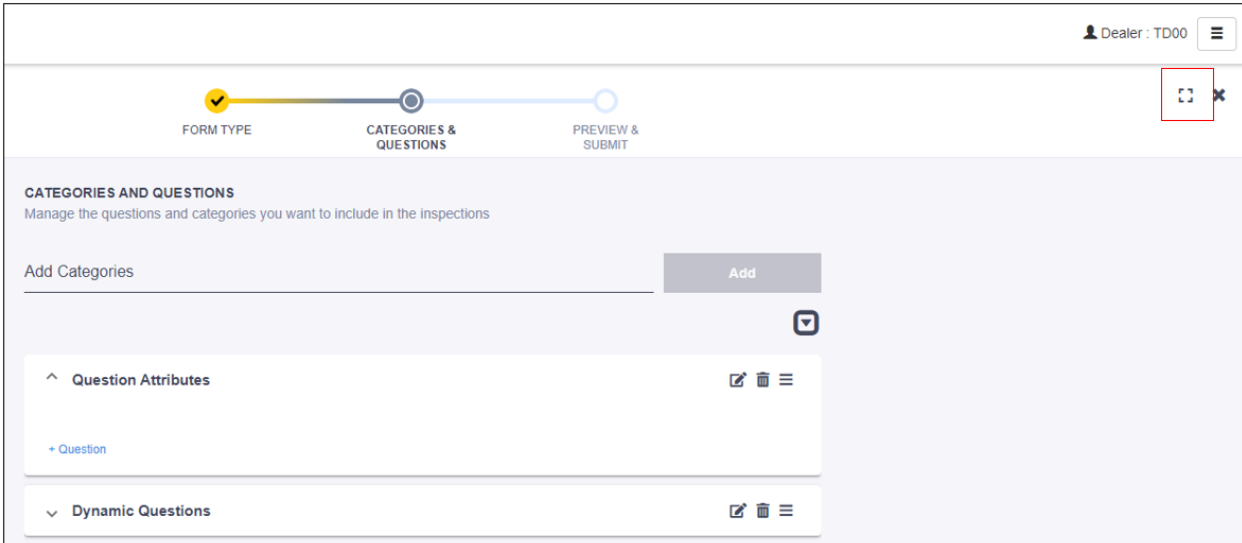 Dealer : TD00
FORM TYPE
CATEGORIES &
QUESTIONS
PREVIEW &
SUBMIT
CATEGORIES AND QUESTIONS
Manage the questions and categories you want to include in the inspections
Add Categories
Add
Question Attributes
+ Question
Dynamic Questions